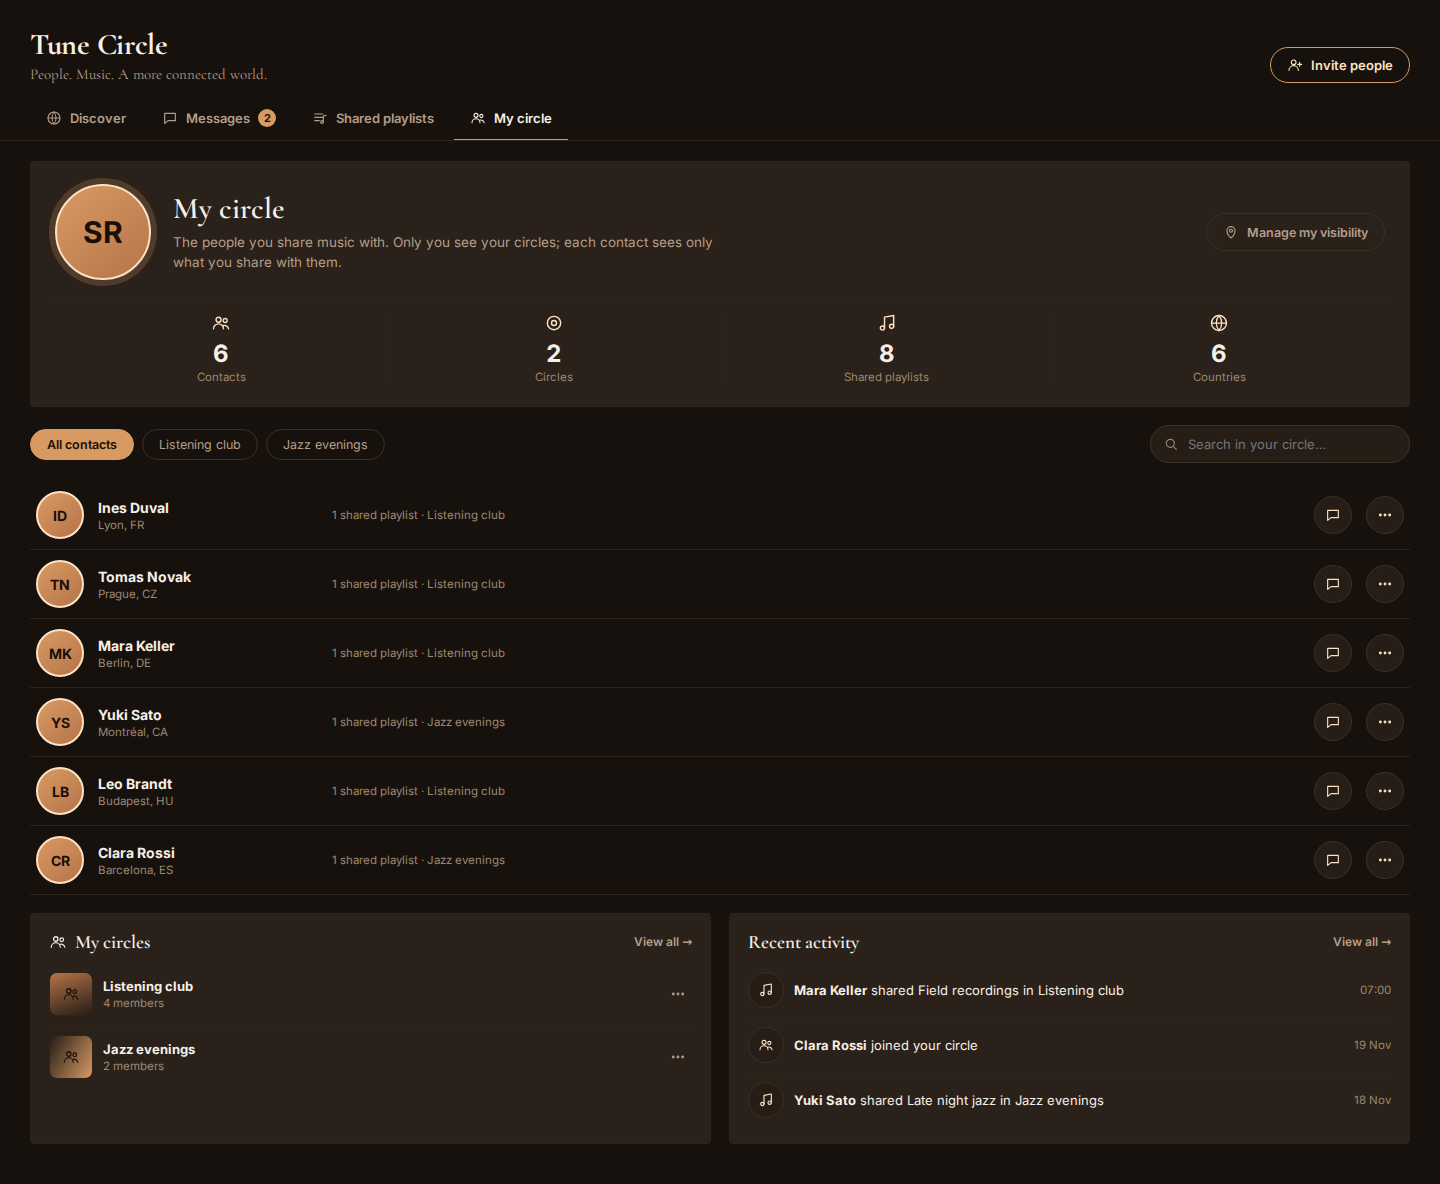 Tune Circle
People. Music. A more connected world.
Invite people
Discover
Messages 2
Shared playlists
My circle
SR
My circle
The people you share music with. Only you see your circles; each contact sees only
what you share with them.
Manage my visibility
6
Contacts
2
Circles
8
Shared playlists
6
Countries
All contacts
Listening club
Jazz evenings
Search in your circle...
ID
Ines Duval
Lyon, FR
1 shared playlist · Listening club
TN
Tomas Novak
Prague, CZ
1 shared playlist · Listening club
MK
Mara Keller
Berlin, DE
1 shared playlist · Listening club
YS
Yuki Sato
Montréal, CA
1 shared playlist · Jazz evenings
LB
Leo Brandt
Budapest, HU
1 shared playlist · Listening club
CR
Clara Rossi
Barcelona, ES
1 shared playlist · Jazz evenings
My circles
View all →
Listening club
4 members
Jazz evenings
2 members
Recent activity
View all →
Mara Keller shared Field recordings in Listening club
07:00
Clara Rossi joined your circle
19 Nov
Yuki Sato shared Late night jazz in Jazz evenings
18 Nov